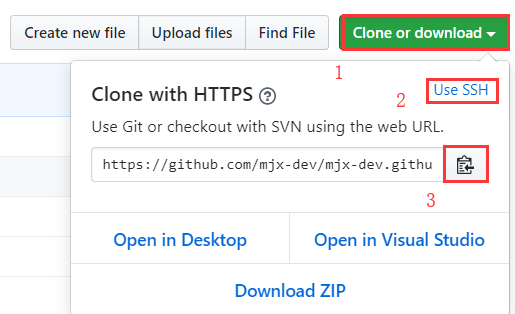 Create new file Upload files Find File Clone or download
1
Clone with HTTPS ? 2 Use SSH
Use Git or checkout with SVN using the web URL.
https://github.com/mjx-dev/mjx-dev.githu
3
Open in Desktop Open in Visual Studio
Download ZIP